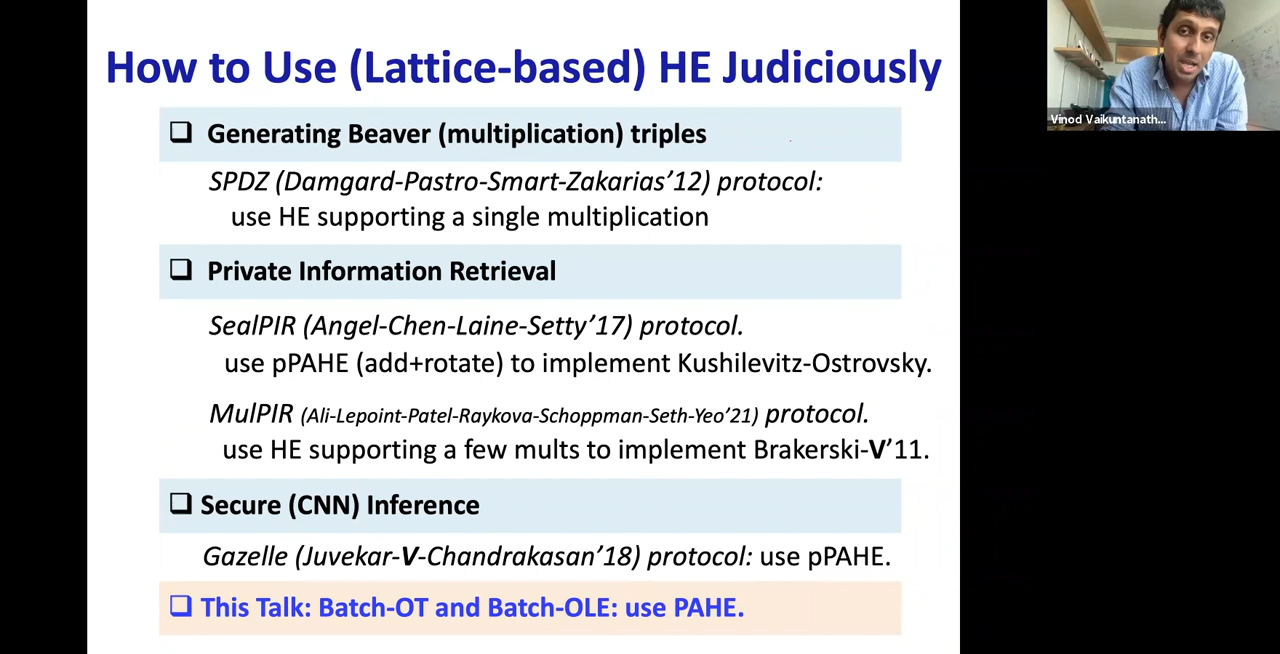 How to Use (Lattice-based) HE Judiciously
❑ Generating Beaver (multiplication) triples
SPDZ (Damgard-Pastro-Smart-Zakarias’12) protocol:
use HE supporting a single multiplication
❑ Private Information Retrieval
SealPIR (Angel-Chen-Laine-Setty’17) protocol.
use pPAHE (add+rotate) to implement Kushilevitz-Ostrovsky.
MulPIR (Ali-Lepoint-Patel-Raykova-Schoppman-Seth-Yeo’21) protocol.
use HE supporting a few mults to implement Brakerski-V’11.
❑ Secure (CNN) Inference
Gazelle (Juvekar-V-Chandrakasan’18) protocol: use pPAHE.
❑ This Talk: Batch-OT and Batch-OLE: use PAHE.
Vinod Vaikuntanath...